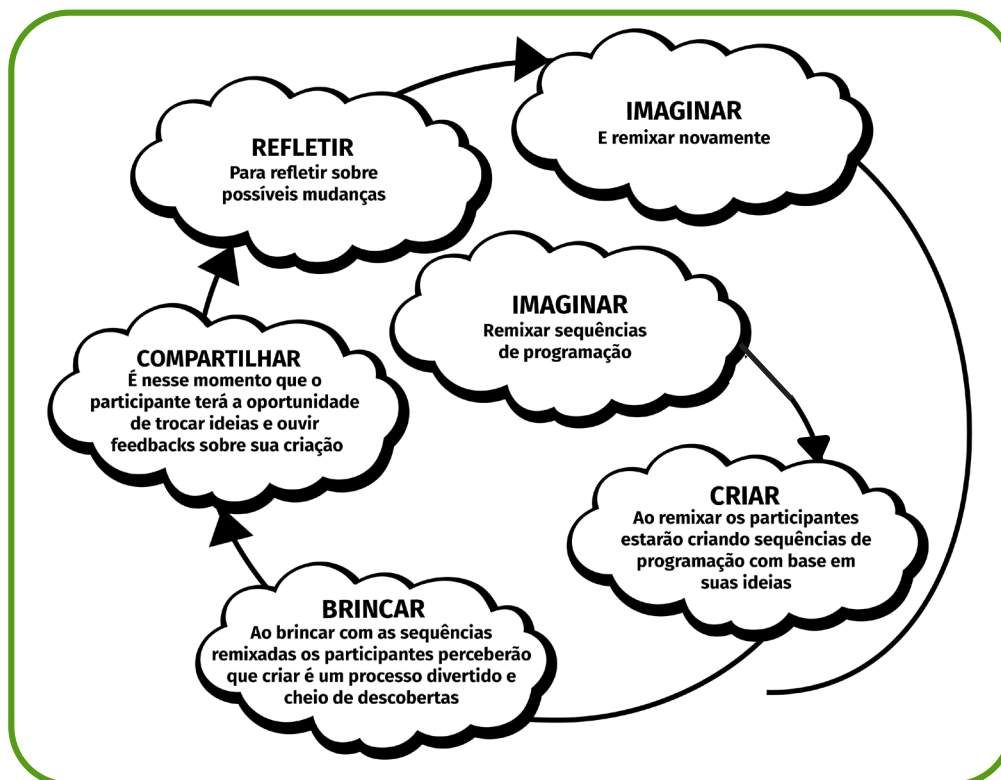 REFLETIR
Para refletir sobre
possíveis mudanças
IMAGINAR
E remixar novamente
IMAGINAR
Remixar sequências
de programação
COMPARTILHAR
É nesse momento que o
participante terá a oportunidade
de trocar ideias e ouvir
feedbacks sobre sua criação
CRIAR
Ao remixar os participantes
estarão criando sequências de
programação com base em
suas ideias
BRINCAR
Ao brincar com as sequências
remixadas os participantes perceberão
que criar é um processo divertido e
cheio de descobertas